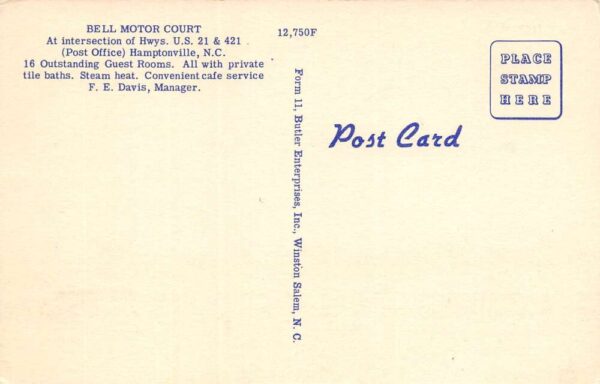 BELL MOTOR COURT
At intersection of Hwys. U.S. 21 & 421
(Post Office) Hamptonville, N.C.
16 Outstanding Guest Rooms. All with private
tile baths. Steam heat. Convenient cafe service
F. E. Davis, Manager.
12,750F
Form 11, Butler Enterprises, Inc., Winston Salem, N. C.
Post Card
PLACE
STAMP
HERE